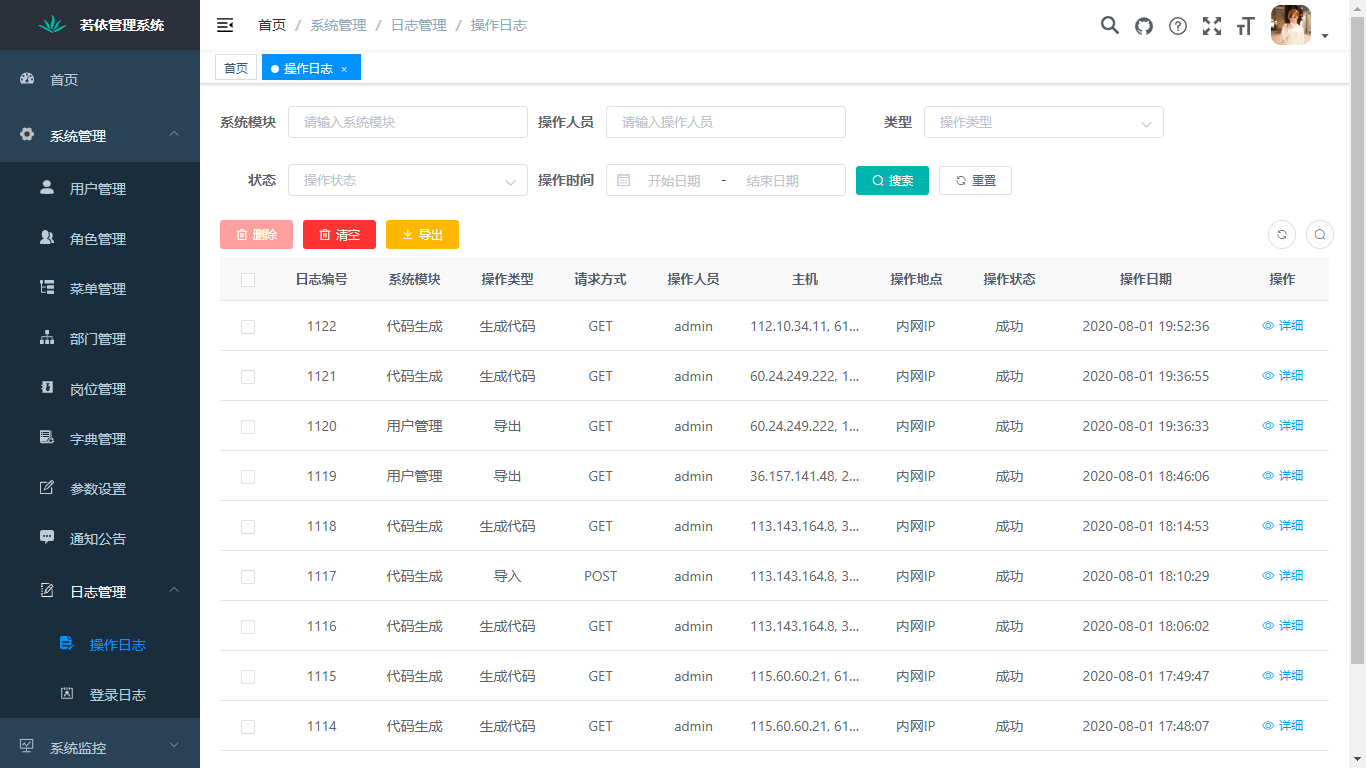 若依管理系统
首页 / 系统管理 / 日志管理 / 操作日志
首页
操作日志 ×
首页
系统管理
用户管理
角色管理
菜单管理
部门管理
岗位管理
字典管理
参数设置
通知公告
日志管理
操作日志
登录日志
系统监控
系统模块 请输入系统模块 操作人员 请输入操作人员 类型 操作类型
状态 操作状态 操作时间 开始日期 - 结束日期 搜索 重置
删除 清空 导出
日志编号 系统模块 操作类型 请求方式 操作人员 主机 操作地点 操作状态 操作日期 操作
1122 代码生成 生成代码 GET admin 112.10.34.11, 61... 内网IP 成功 2020-08-01 19:52:36 详细
1121 代码生成 生成代码 GET admin 60.24.249.222, 1... 内网IP 成功 2020-08-01 19:36:55 详细
1120 用户管理 导出 GET admin 60.24.249.222, 1... 内网IP 成功 2020-08-01 19:36:33 详细
1119 用户管理 导出 GET admin 36.157.141.48, 2... 内网IP 成功 2020-08-01 18:46:06 详细
1118 代码生成 生成代码 GET admin 113.143.164.8, 3... 内网IP 成功 2020-08-01 18:14:53 详细
1117 代码生成 导入 POST admin 113.143.164.8, 3... 内网IP 成功 2020-08-01 18:10:29 详细
1116 代码生成 生成代码 GET admin 113.143.164.8, 3... 内网IP 成功 2020-08-01 18:06:02 详细
1115 代码生成 生成代码 GET admin 115.60.60.21, 61... 内网IP 成功 2020-08-01 17:49:47 详细
1114 代码生成 生成代码 GET admin 115.60.60.21, 61... 内网IP 成功 2020-08-01 17:48:07 详细